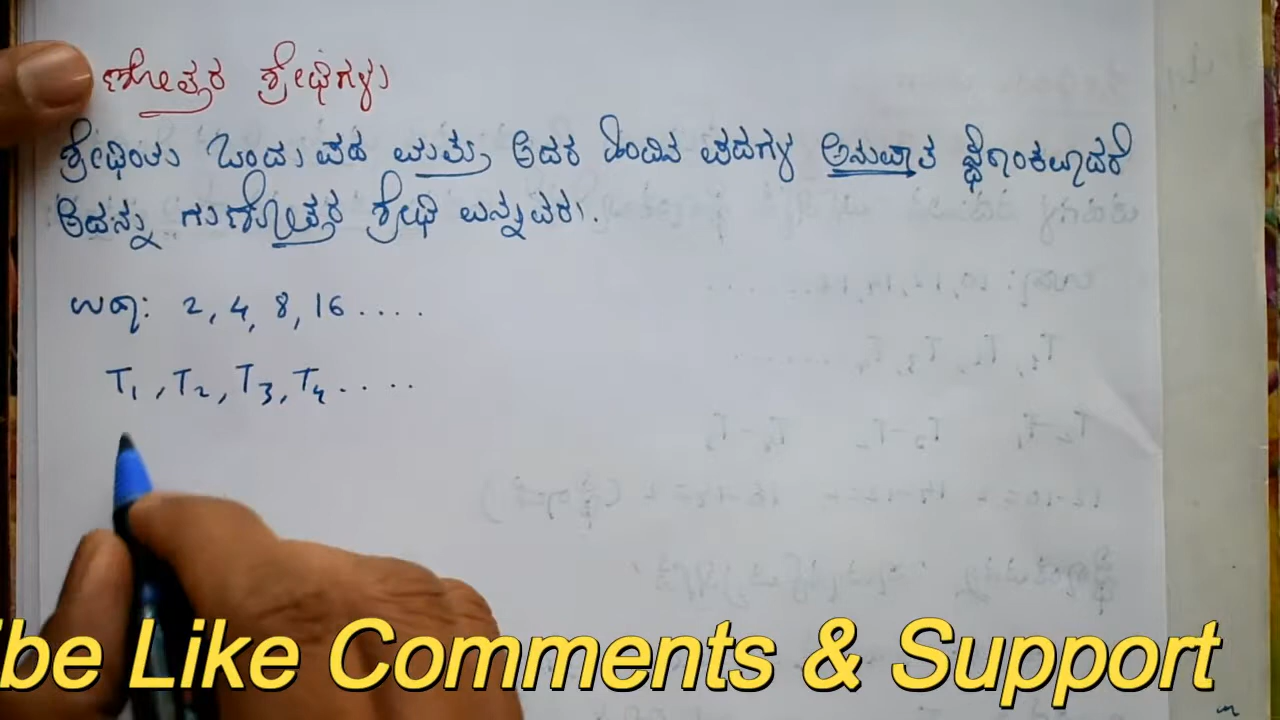 ಣೋತ್ತರ ಶ್ರೇಢಿಗಳು
ಶ್ರೇಢಿಯು ಒಂದು ಪದ ಮತ್ತು ಅದರ ಹಿಂದಿನ ಪದಗಳ ಅನುಪಾತ ಸ್ಥಿರಾಂಕವಾದರೆ
ಅದನ್ನು ಗುಣೋತ್ತರ ಶ್ರೇಢಿ ಎನ್ನುವರು.
ಉದಾ: 2, 4, 8, 16 ....
T1, T2, T3, T4 ....
be Like Comments & Support